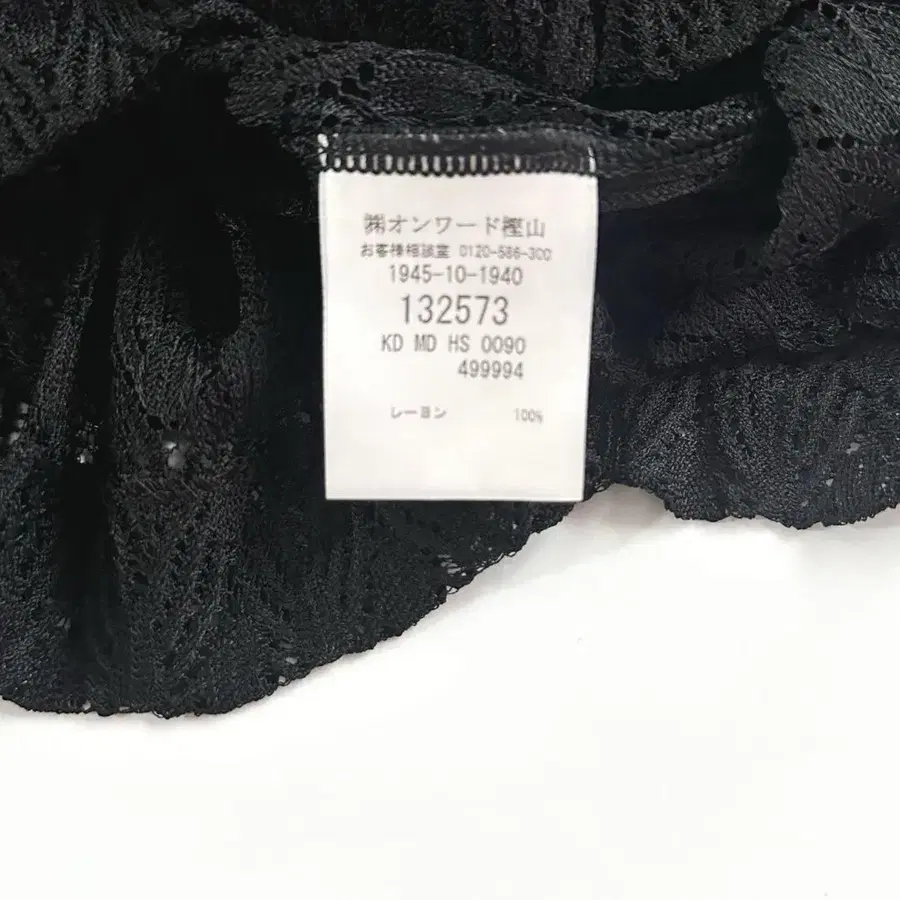 ㈱オンワード樫山
お客様相談室 0120-586-300
1945-10-1940
132573
KD MD HS 0090
499994
レーヨン 100%